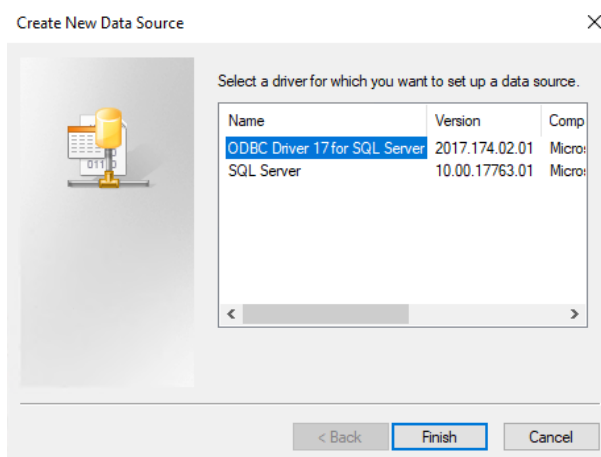 Create New Data Source
Select a driver for which you want to set up a data source.
Name Version Comp
ODBC Driver 17 for SQL Server 2017.174.02.01 Micro
SQL Server 10.00.17763.01 Micro
< Back Finish Cancel